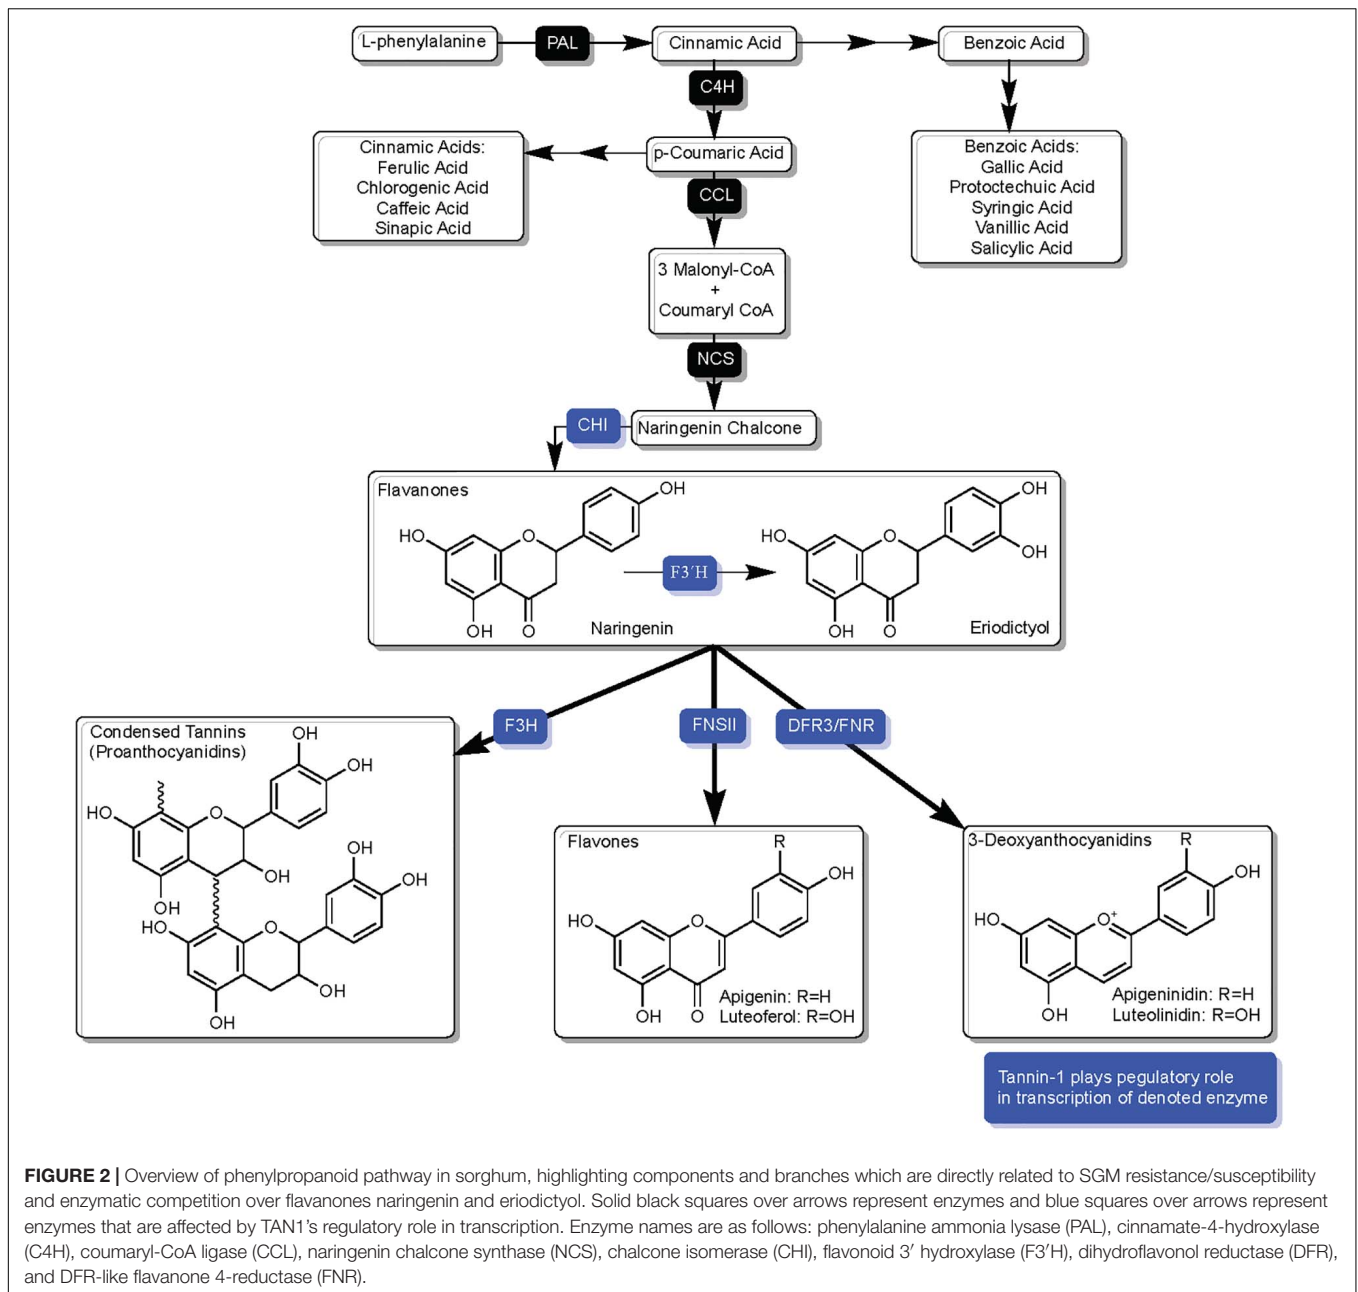 L-phenylalanine
PAL
Cinnamic Acid
Benzoic Acid
C4H
Cinnamic Acids:
Ferulic Acid
Chlorogenic Acid
Caffeic Acid
Sinapic Acid
p-Coumaric Acid
Benzoic Acids:
Gallic Acid
Protoctechuic Acid
Syringic Acid
Vanillic Acid
Salicylic Acid
CCL
3 Malonyl-CoA
+
Coumaryl CoA
NCS
CHI
Naringenin Chalcone
Flavanones
OH
HO
O
OH
O
Naringenin
F3'H
OH
OH
HO
O
OH
O
Eriodictyol
F3H
FNSII
DFR3/FNR
Condensed Tannins
(Proanthocyanidins)
OH
OH
HO
O
OH
OH
OH
OH
HO
O
OH
OH
Flavones
R
OH
HO
O
OH
O
Apigenin: R=H
Luteoferol: R=OH
3-Deoxyanthocyanidins
R
OH
HO
O+
OH
Apigeninidin: R=H
Luteolinidin: R=OH
Tannin-1 plays pegulatory role
in transcription of denoted enzyme
FIGURE 2 | Overview of phenylpropanoid pathway in sorghum, highlighting components and branches which are directly related to SGM resistance/susceptibility
and enzymatic competition over flavanones naringenin and eriodictyol. Solid black squares over arrows represent enzymes and blue squares over arrows represent
enzymes that are affected by TAN1's regulatory role in transcription. Enzyme names are as follows: phenylalanine ammonia lysase (PAL), cinnamate-4-hydroxylase
(C4H), coumaryl-CoA ligase (CCL), naringenin chalcone synthase (NCS), chalcone isomerase (CHI), flavonoid 3′ hydroxylase (F3′H), dihydroflavonol reductase (DFR),
and DFR-like flavanone 4-reductase (FNR).